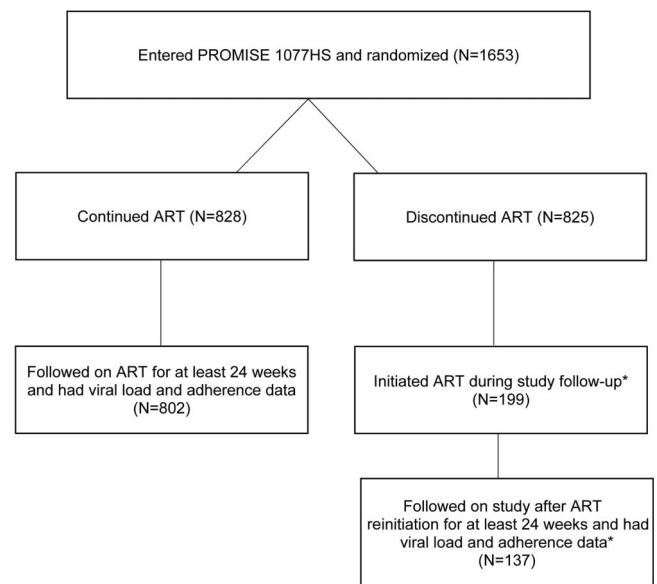 Entered PROMISE 1077HS and randomized (N=1653)
Continued ART (N=828)
Discontinued ART (N=825)
Followed on ART for at least 24 weeks
and had viral load and adherence data
(N=802)
Initiated ART during study follow-up*
(N=199)
Followed on study after ART
reinitiation for at least 24 weeks and had
viral load and adherence data*
(N=137)